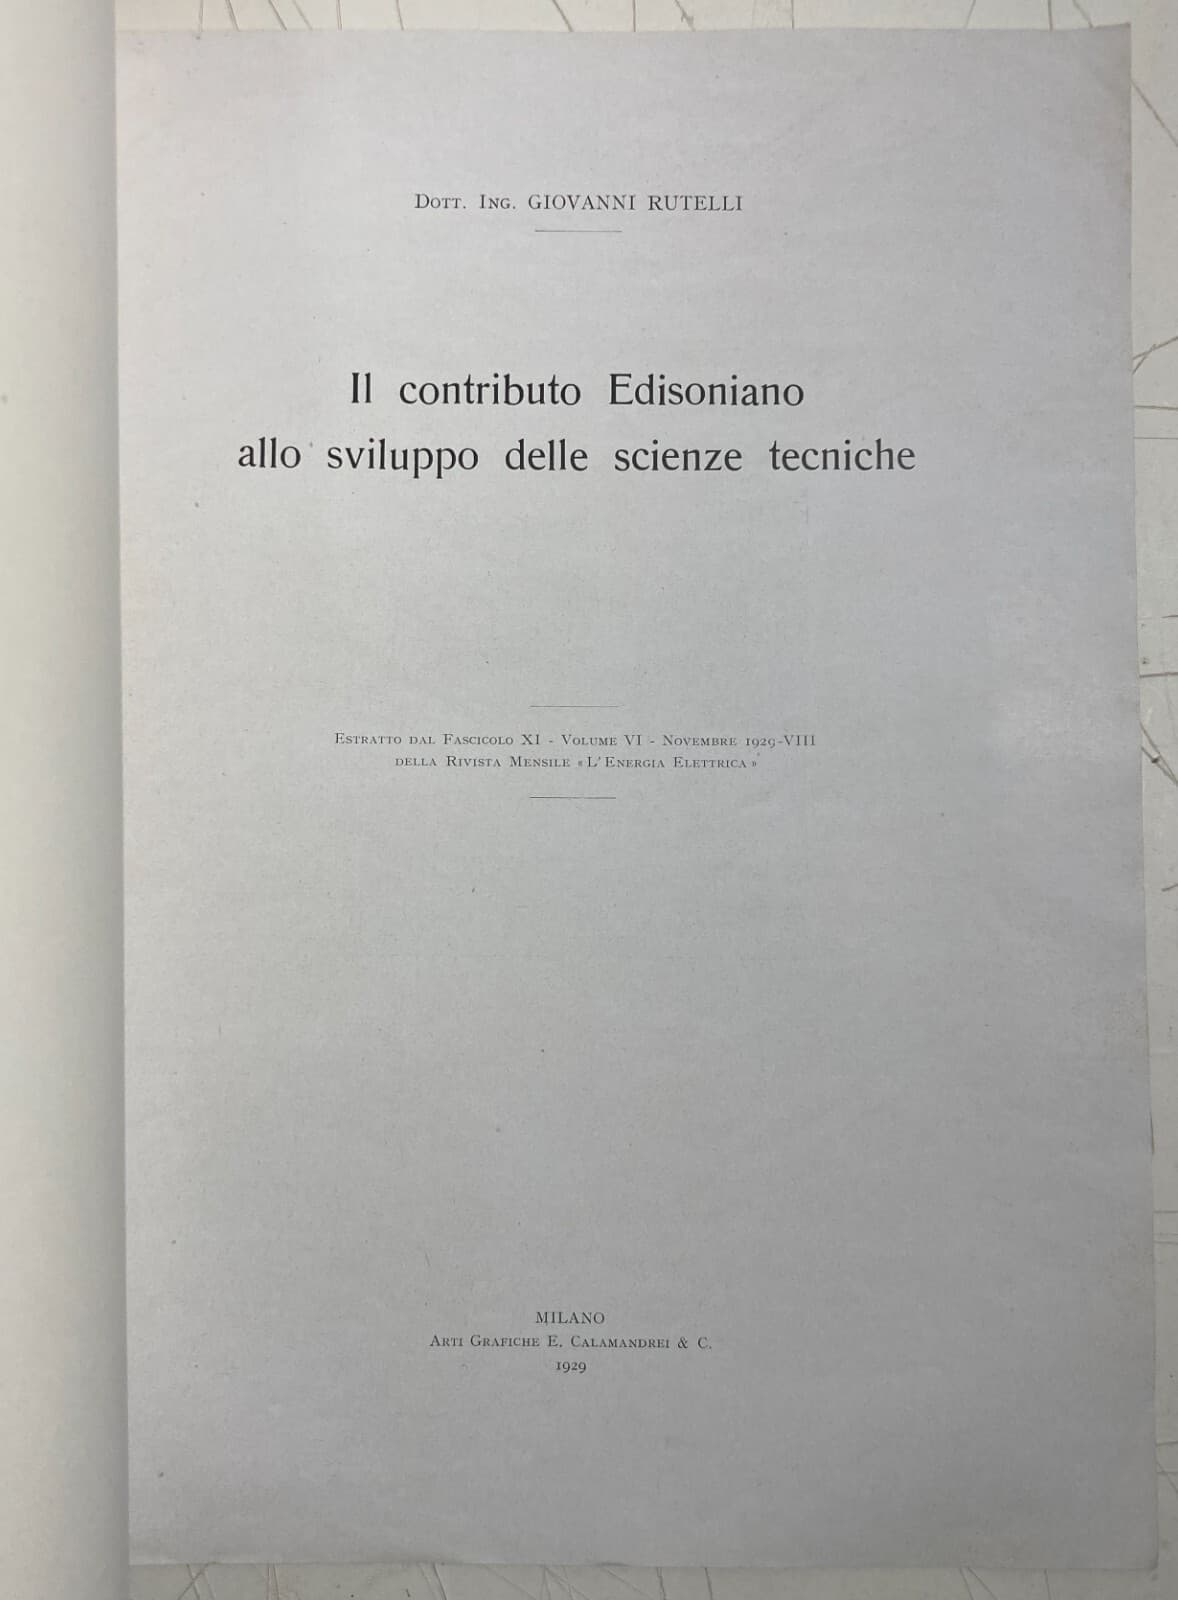 Dott. Ing. GIOVANNI RUTELLI
Il contributo Edisoniano
allo sviluppo delle scienze tecniche
Estratto dal Fascicolo XI - Volume VI - Novembre 1929-VIII
della Rivista Mensile « L'Energia Elettrica »
MILANO
Arti Grafiche E. Calamandrei & C.
1929